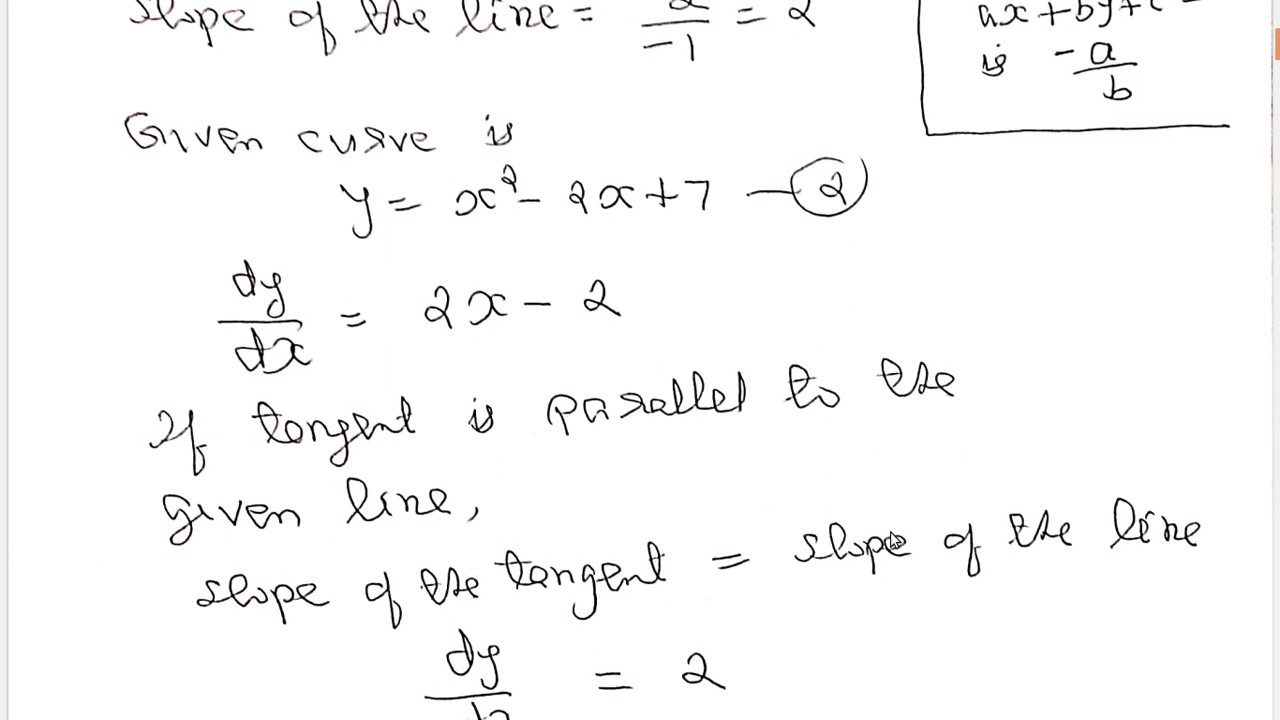 slope of the line = /-1 = 2
ax+by+c
is -a/b
Given curve is
y = x² - 2x+7 —②
dy/dx = 2x - 2
If tangent is parallel to the
given line,
slope of the tangent = slope of the line
dy = 2